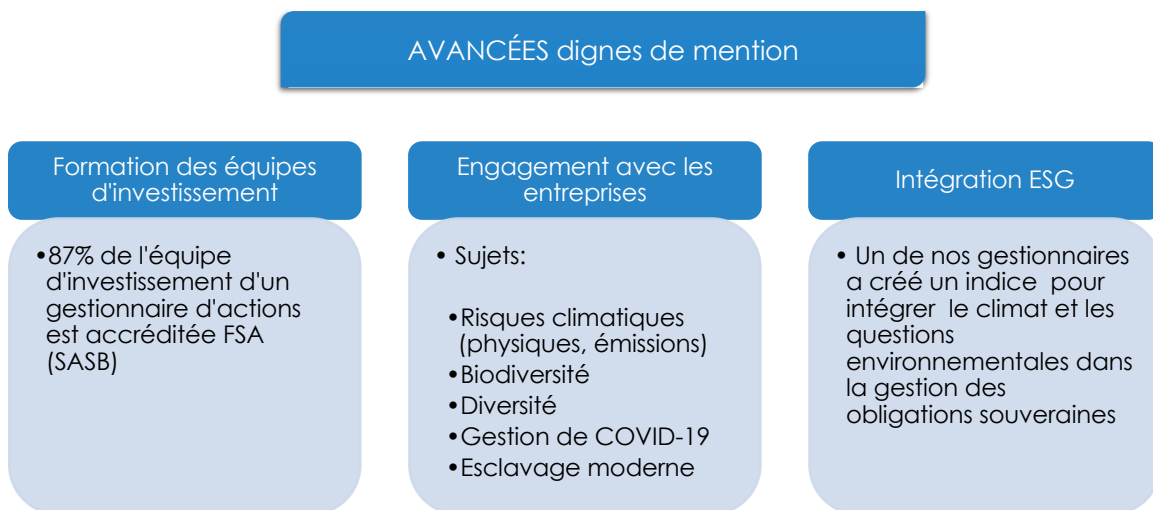 AVANCÉES dignes de mention
Formation des équipes
d'investissement
•87% de l'équipe
d'investissement d'un
gestionnaire d'actions
est accréditée FSA
(SASB)
Engagement avec les
entreprises
• Sujets:
•Risques climatiques
(physiques, émissions)
•Biodiversité
•Diversité
•Gestion de COVID-19
•Esclavage moderne
Intégration ESG
• Un de nos gestionnaires
a créé un indice pour
intégrer le climat et les
questions
environnementales dans
la gestion des
obligations souveraines